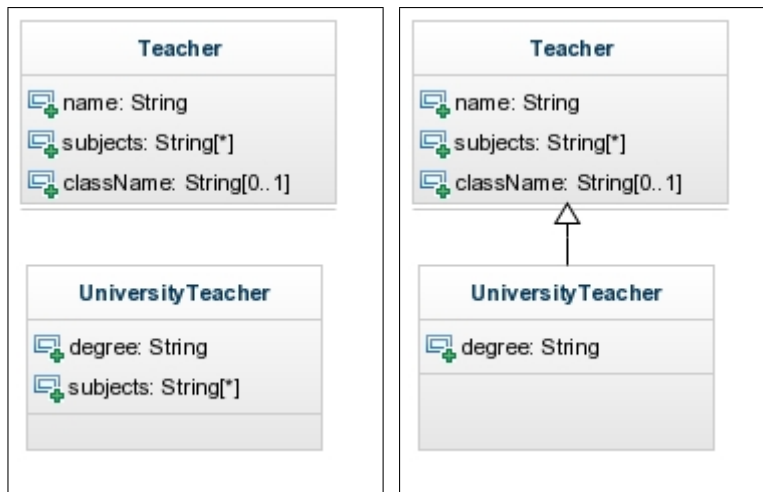 Teacher
name: String
subjects: String[*]
className: String[0..1]
UniversityTeacher
degree: String
subjects: String[*]
Teacher
name: String
subjects: String[*]
className: String[0..1]
UniversityTeacher
degree: String